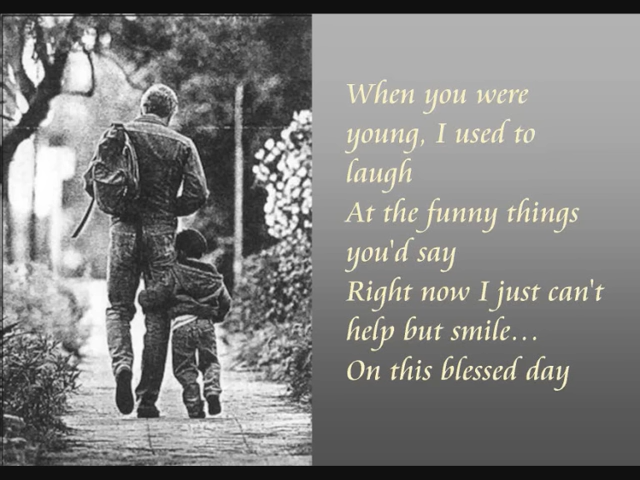 When you were
young, I used to
laugh
At the funny things
you'd say
Right now I just can't
help but smile...
On this blessed day